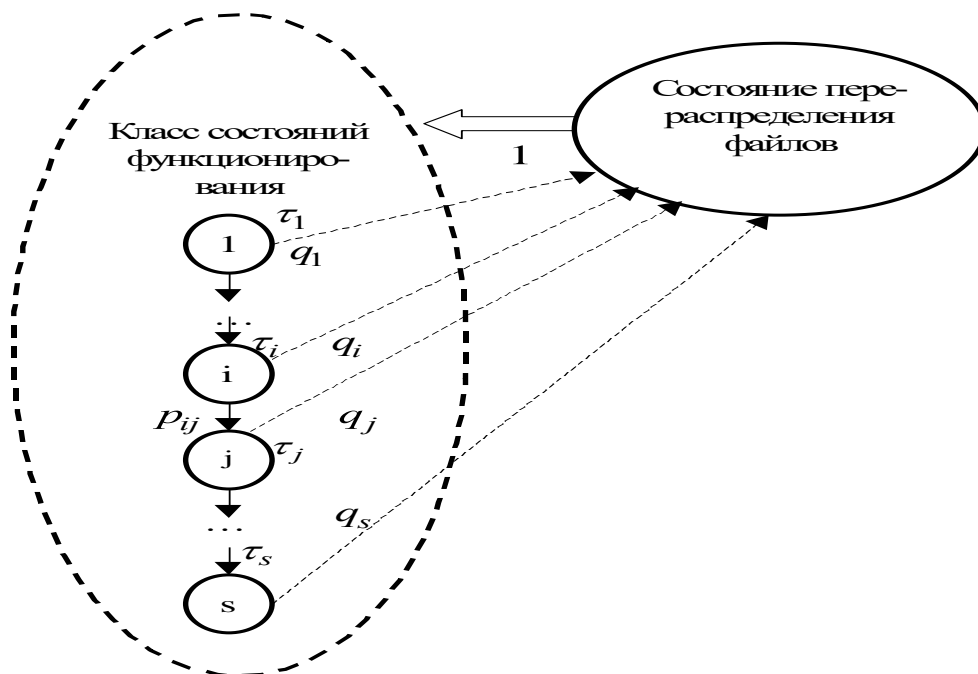 Состояние пере-
распределения
файлов
Класс состояний
функциониро-
вания
1
τ₁
1
q₁
...
τᵢ
qᵢ
i
pᵢⱼ
qⱼ
j
τⱼ
qₛ
...
τₛ
s